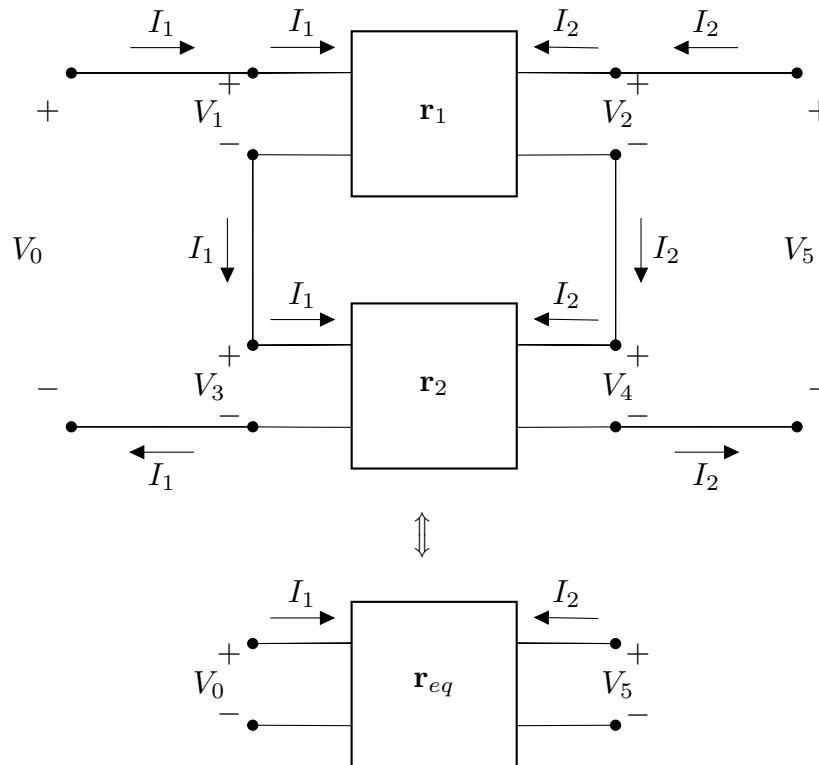 I₁ I₁ I₂ I₂
+ V₁ + − r₁ V₂ + − +
V₀ I₁ I₂ V₅
I₁ I₂
− V₃ + − r₂ V₄ + − −
I₁ I₂
⇕
I₁ I₂
V₀ + − r_eq V₅ + −